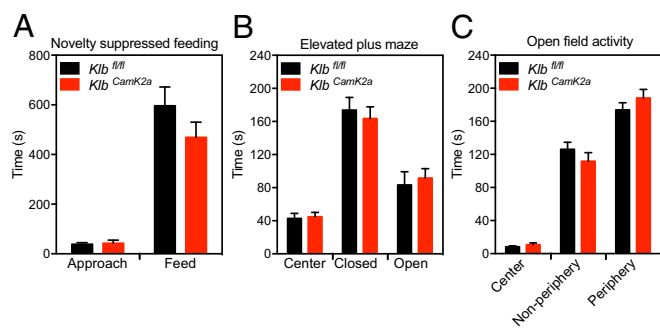 A
Novelty suppressed feeding
Klb fl/fl
Klb CamK2a
Time (s)
800
600
400
200
0
Approach
Feed
B
Elevated plus maze
Klb fl/fl
Klb CamK2a
Time (s)
240
200
160
120
80
40
0
Center
Closed
Open
C
Open field activity
Klb fl/fl
Klb CamK2a
Time (s)
240
200
160
120
80
40
0
Center
Non-periphery
Periphery